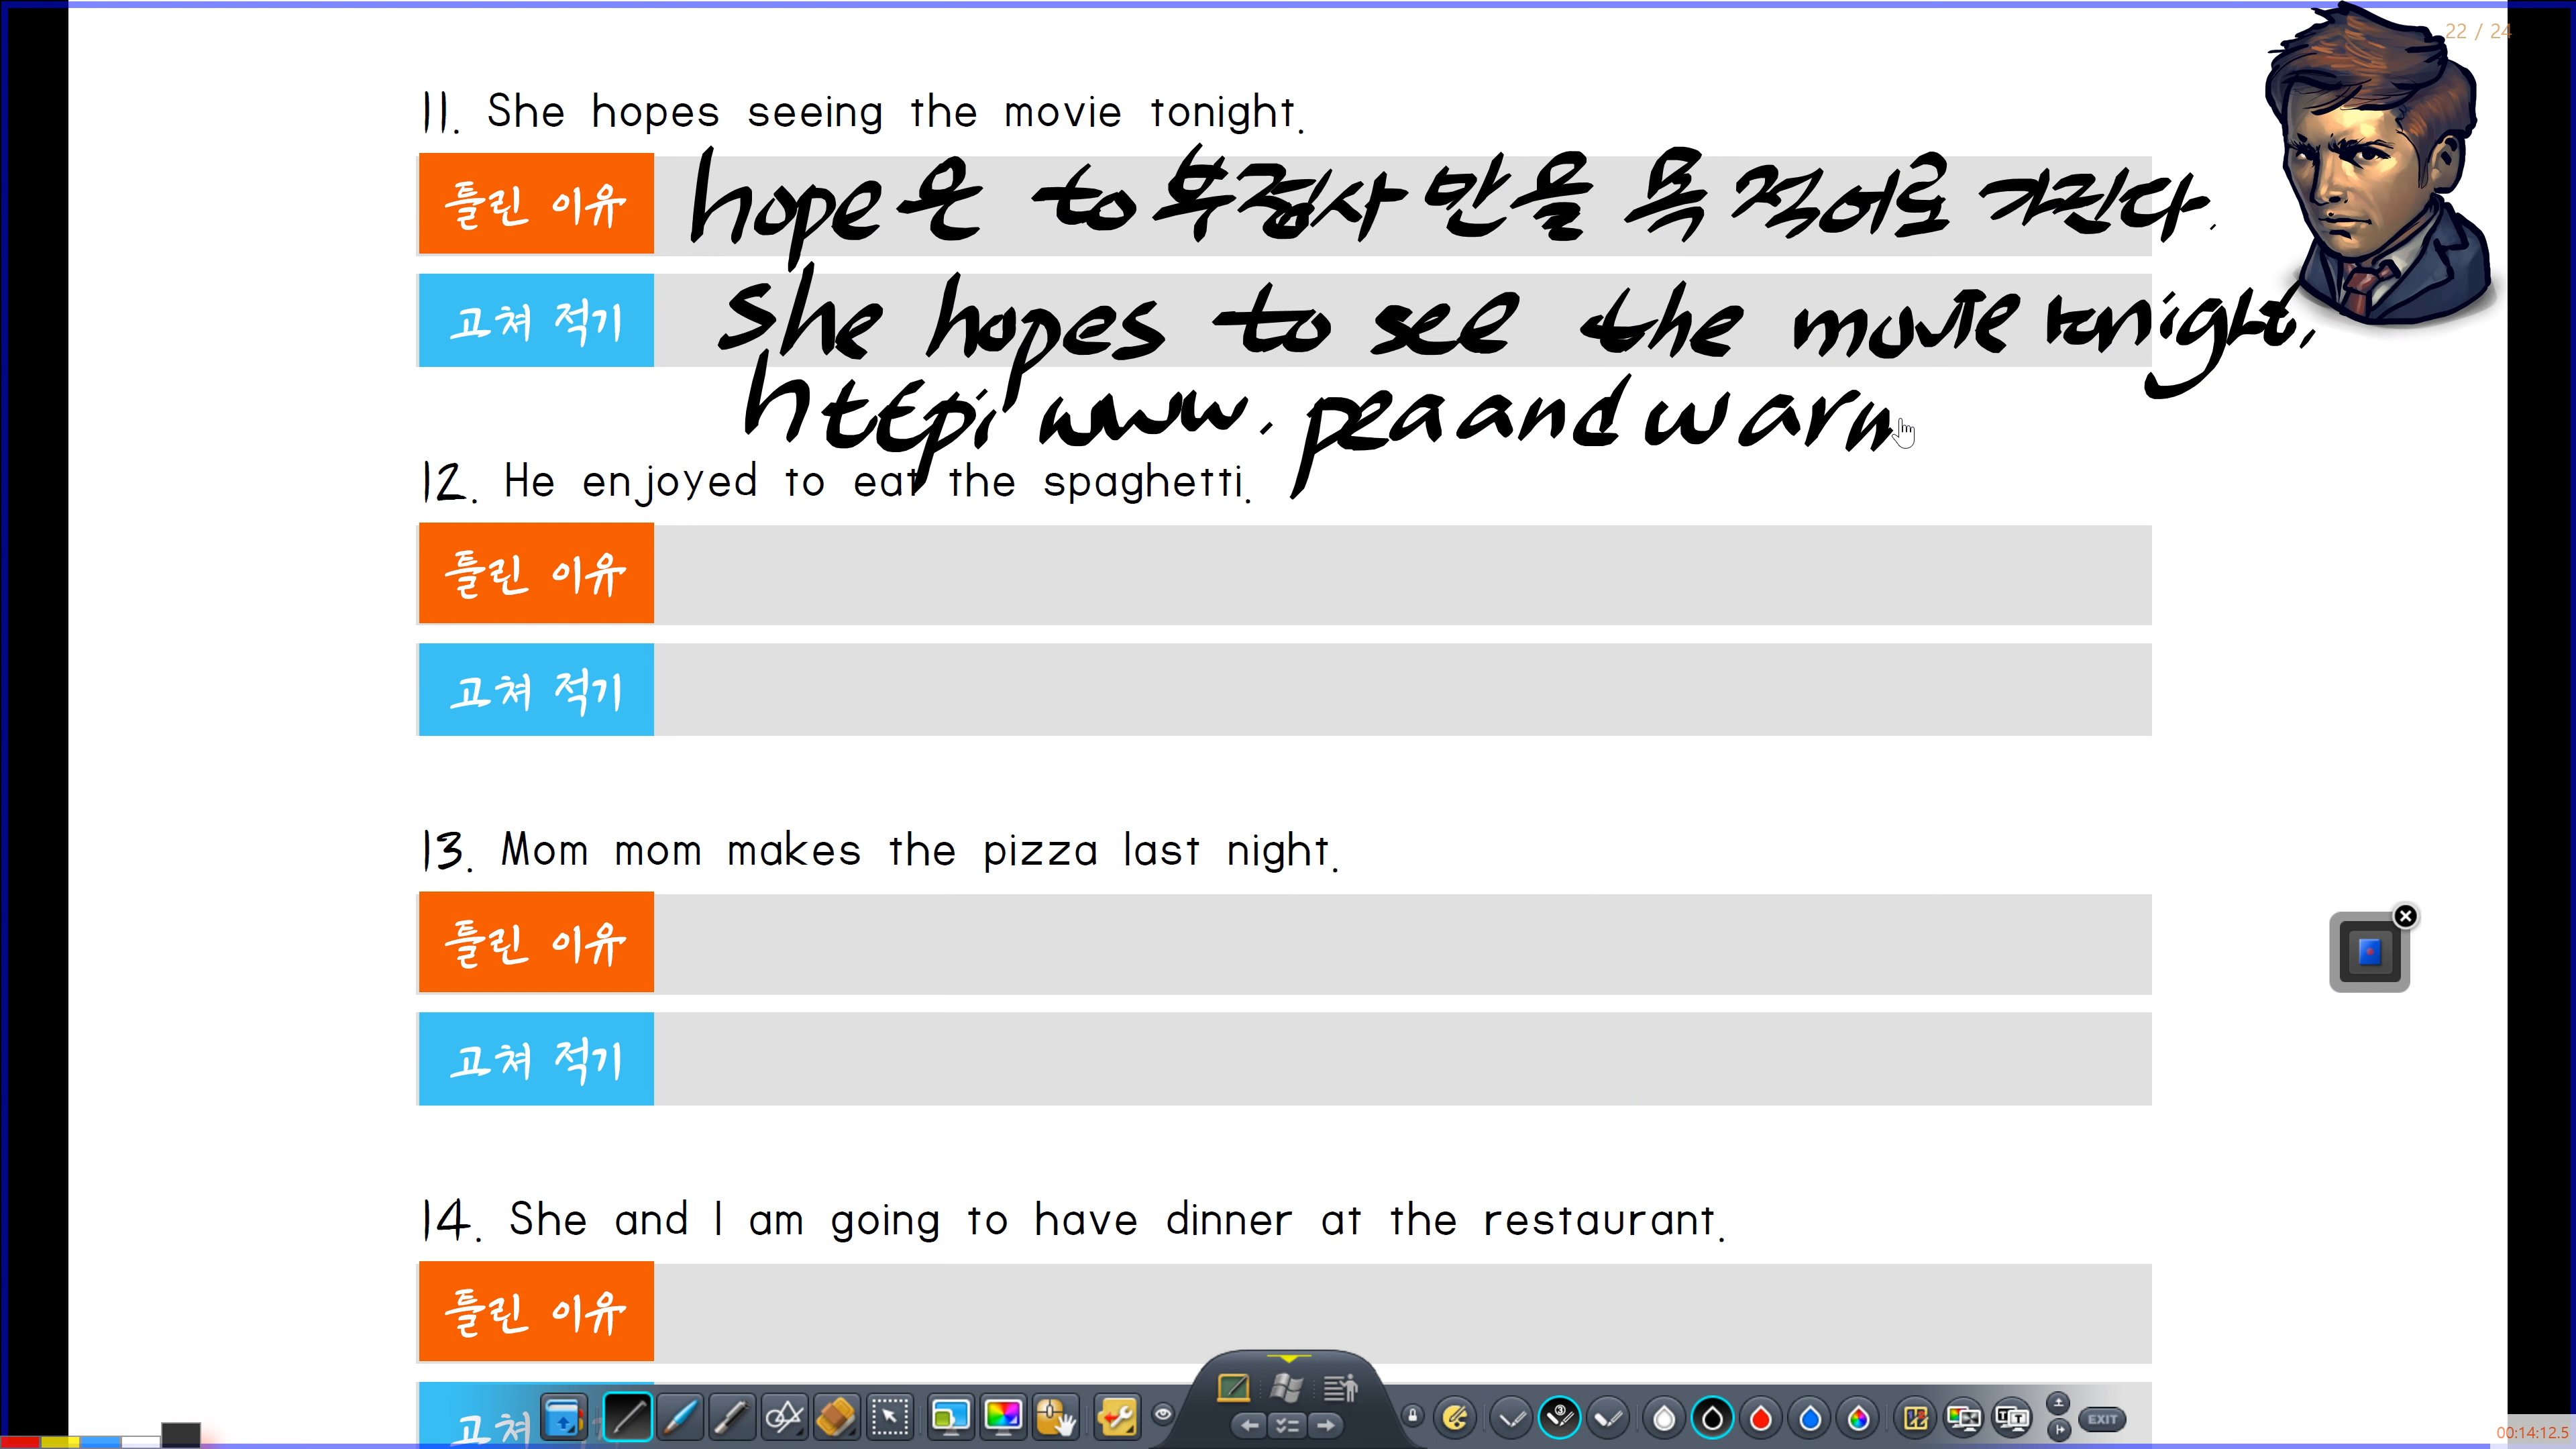 22 / 24
11. She hopes seeing the movie tonight.
틀린 이유 hope은 to부정사 만을 목적어로 가진다.
고쳐 적기 she hopes to see the movie tonight.
http: www. peaandwarm
12. He enjoyed to eat the spaghetti.
틀린 이유
고쳐 적기
13. Mom mom makes the pizza last night.
틀린 이유
고쳐 적기
14. She and I am going to have dinner at the restaurant.
틀린 이유
고쳐
EXIT
00:14:12.5